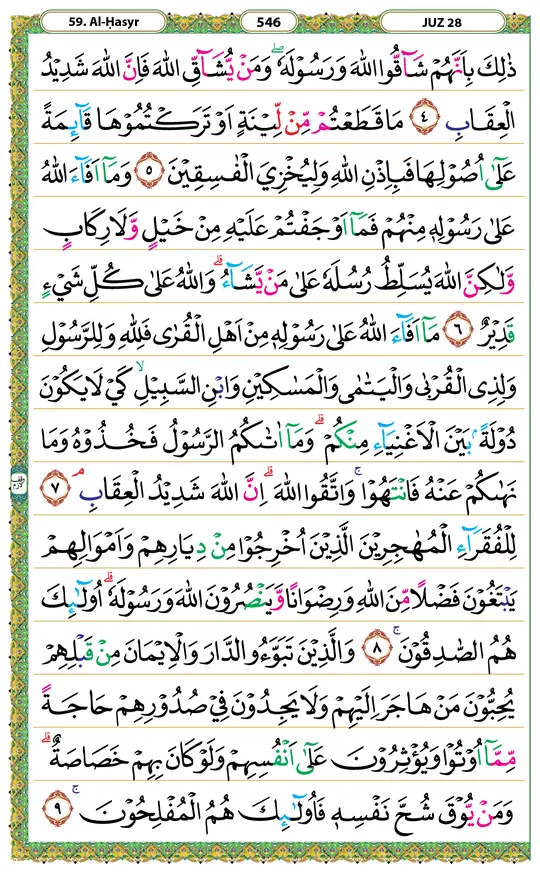 59. Al-Ḥasyr
546
JUZ 28
ذٰلِكَ بِاَنَّهُمْ شَاۤقُّوا اللّٰهَ وَرَسُوْلَهٗ ۖوَمَنْ يُّشَاۤقِّ اللّٰهَ فَاِنَّ اللّٰهَ شَدِيْدُ
الْعِقَابِ ٤ مَا قَطَعْتُمْ مِّنْ لِّيْنَةٍ اَوْ تَرَكْتُمُوْهَا قَاۤىِٕمَةً
عَلٰٓى اُصُوْلِهَا فَبِاِذْنِ اللّٰهِ وَلِيُخْزِيَ الْفٰسِقِيْنَ ٥ وَمَآ اَفَاۤءَ اللّٰهُ
عَلٰى رَسُوْلِهٖ مِنْهُمْ فَمَآ اَوْجَفْتُمْ عَلَيْهِ مِنْ خَيْلٍ وَّلَا رِكَابٍ
وَّلٰكِنَّ اللّٰهَ يُسَلِّطُ رُسُلَهٗ عَلٰى مَنْ يَّشَاۤءُ ۗوَاللّٰهُ عَلٰى كُلِّ شَيْءٍ
قَدِيْرٌ ٦ مَآ اَفَاۤءَ اللّٰهُ عَلٰى رَسُوْلِهٖ مِنْ اَهْلِ الْقُرٰى فَلِلّٰهِ وَلِلرَّسُوْلِ
وَلِذِى الْقُرْبٰى وَالْيَتٰمٰى وَالْمَسٰكِيْنِ وَابْنِ السَّبِيْلِۙ كَيْ لَا يَكُوْنَ
دُوْلَةً ۢ بَيْنَ الْاَغْنِيَاۤءِ مِنْكُمْۗ وَمَآ اٰتٰىكُمُ الرَّسُوْلُ فَخُذُوْهُ وَمَا
نَهٰىكُمْ عَنْهُ فَانْتَهُوْاۚ وَاتَّقُوا اللّٰهَ ۗاِنَّ اللّٰهَ شَدِيْدُ الْعِقَابِۘ ٧
وقف لازم
لِلْفُقَرَاۤءِ الْمُهٰجِرِيْنَ الَّذِيْنَ اُخْرِجُوْا مِنْ دِيَارِهِمْ وَاَمْوَالِهِمْ
يَبْتَغُوْنَ فَضْلًا مِّنَ اللّٰهِ وَرِضْوَانًا وَّيَنْصُرُوْنَ اللّٰهَ وَرَسُوْلَهٗ ۗ اُولٰۤىِٕكَ
هُمُ الصّٰدِقُوْنَۚ ٨ وَالَّذِيْنَ تَبَوَّءُو الدَّارَ وَالْاِيْمَانَ مِنْ قَبْلِهِمْ
يُحِبُّوْنَ مَنْ هَاجَرَ اِلَيْهِمْ وَلَا يَجِدُوْنَ فِيْ صُدُوْرِهِمْ حَاجَةً
مِّمَّآ اُوْتُوْا وَيُؤْثِرُوْنَ عَلٰٓى اَنْفُسِهِمْ وَلَوْ كَانَ بِهِمْ خَصَاصَةٌ ۗ
وَمَنْ يُّوْقَ شُحَّ نَفْسِهٖ فَاُولٰۤىِٕكَ هُمُ الْمُفْلِحُوْنَۚ ٩